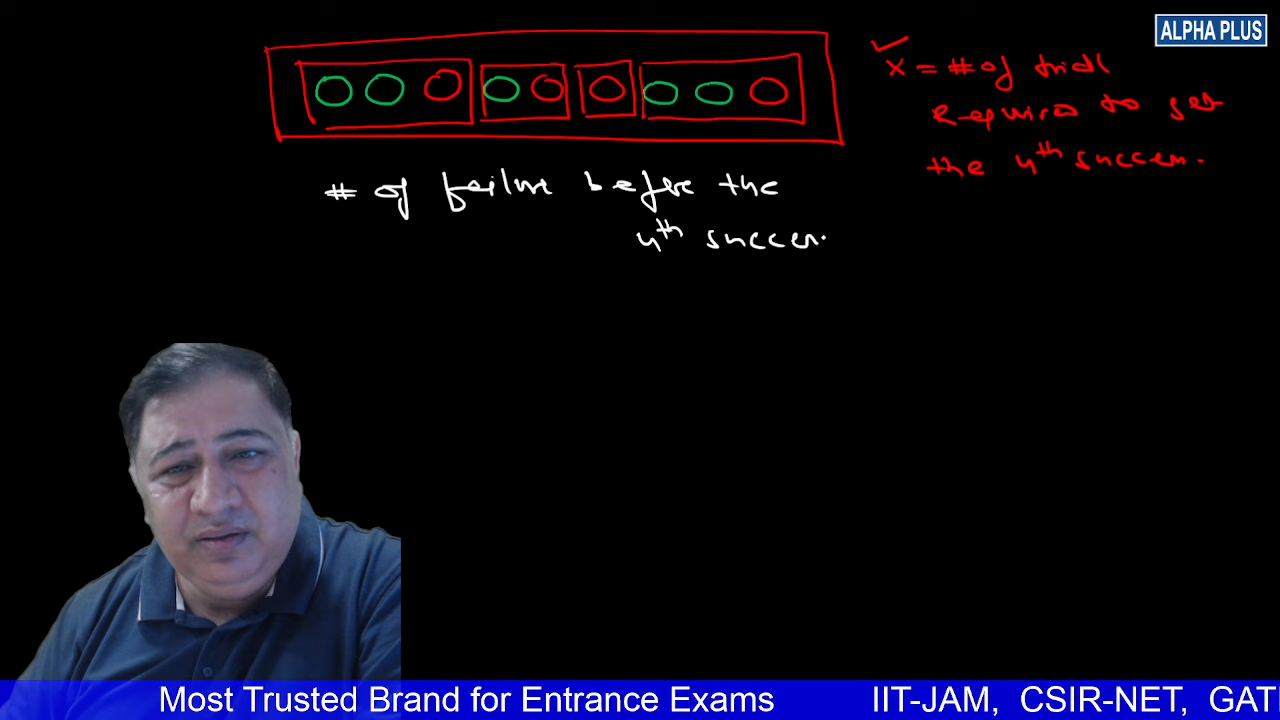 ALPHA PLUS
X = # of trial
required to get
the 4th success.
# of failure before the
4th success.
Most Trusted Brand for Entrance Exams
IIT-JAM, CSIR-NET, GATE